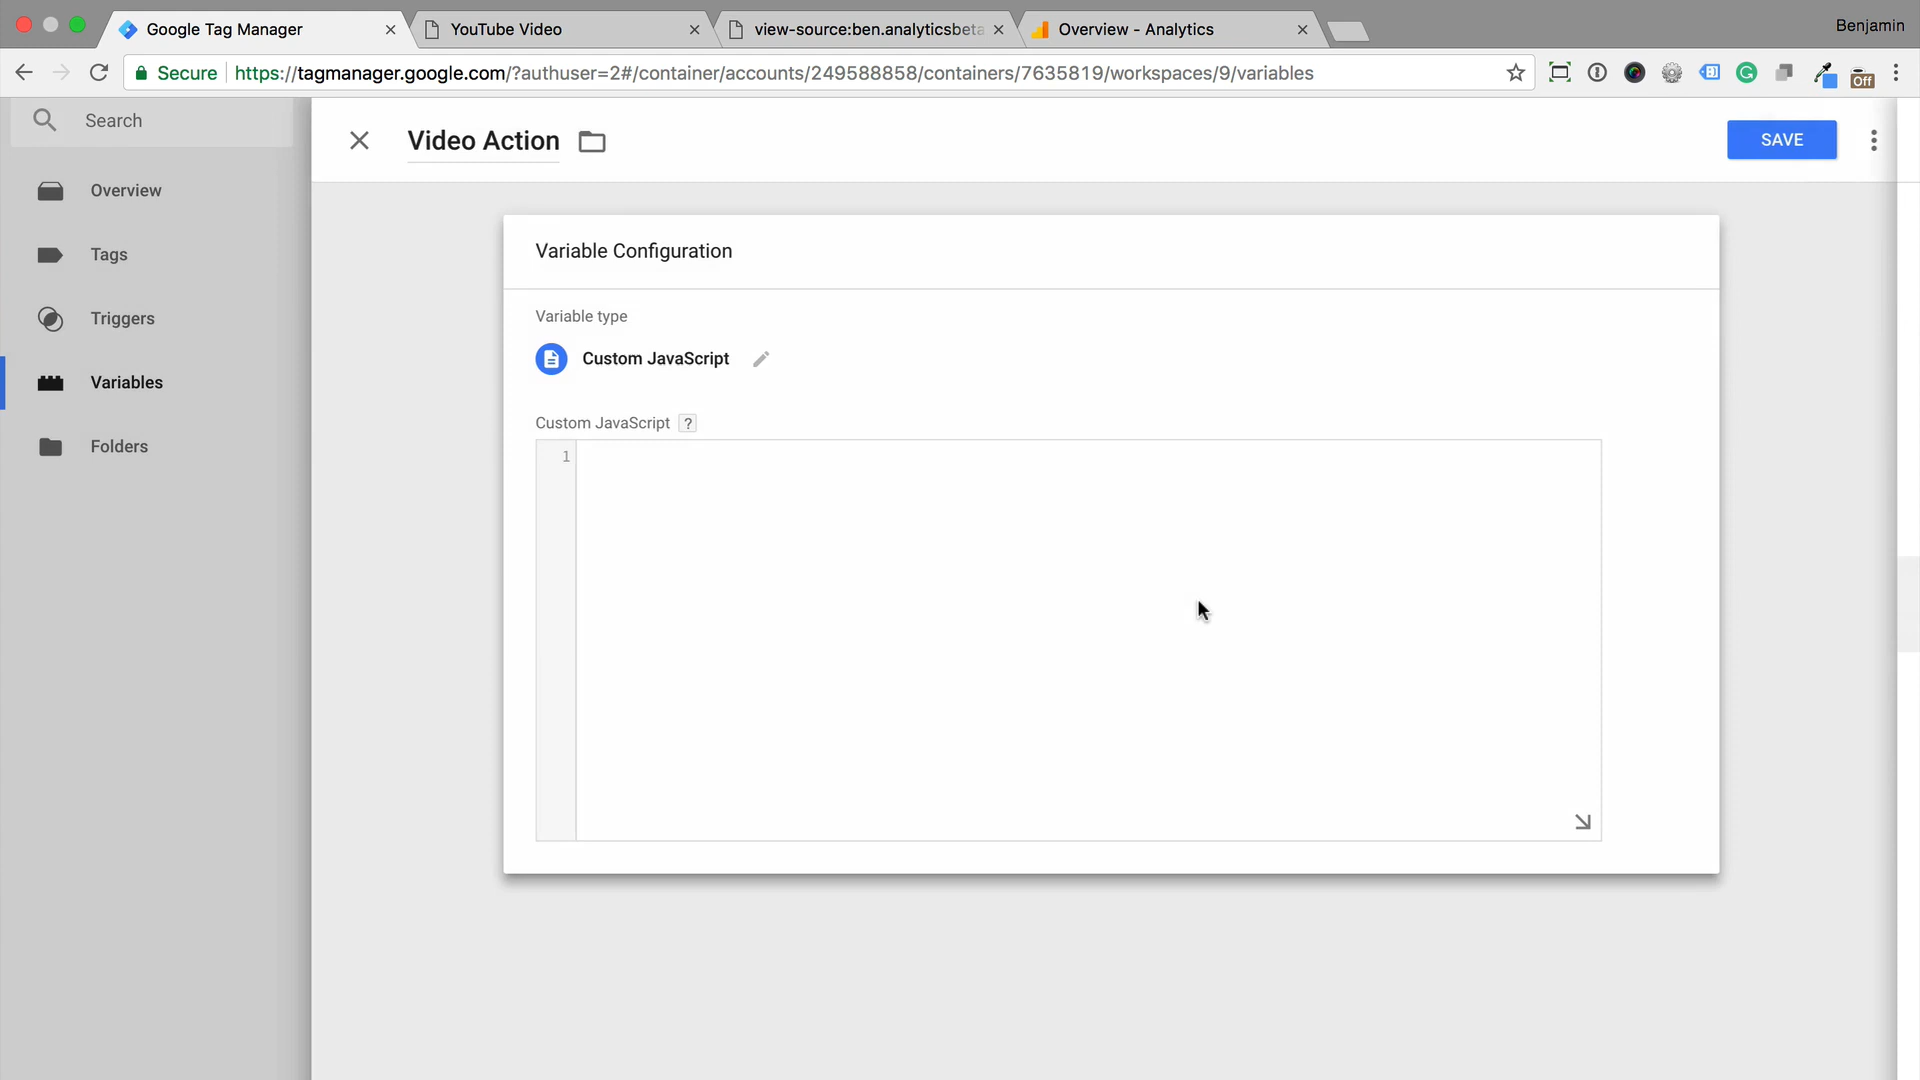 Google Tag Manager
YouTube Video
view-source:ben.analyticsbeta
Overview - Analytics
Benjamin
Secure
https://tagmanager.google.com/?authuser=2#/container/accounts/249588858/containers/7635819/workspaces/9/variables
Off
Search
Video Action
SAVE
Overview
Tags
Triggers
Variables
Folders
Variable Configuration
Variable type
Custom JavaScript
Custom JavaScript ?
1